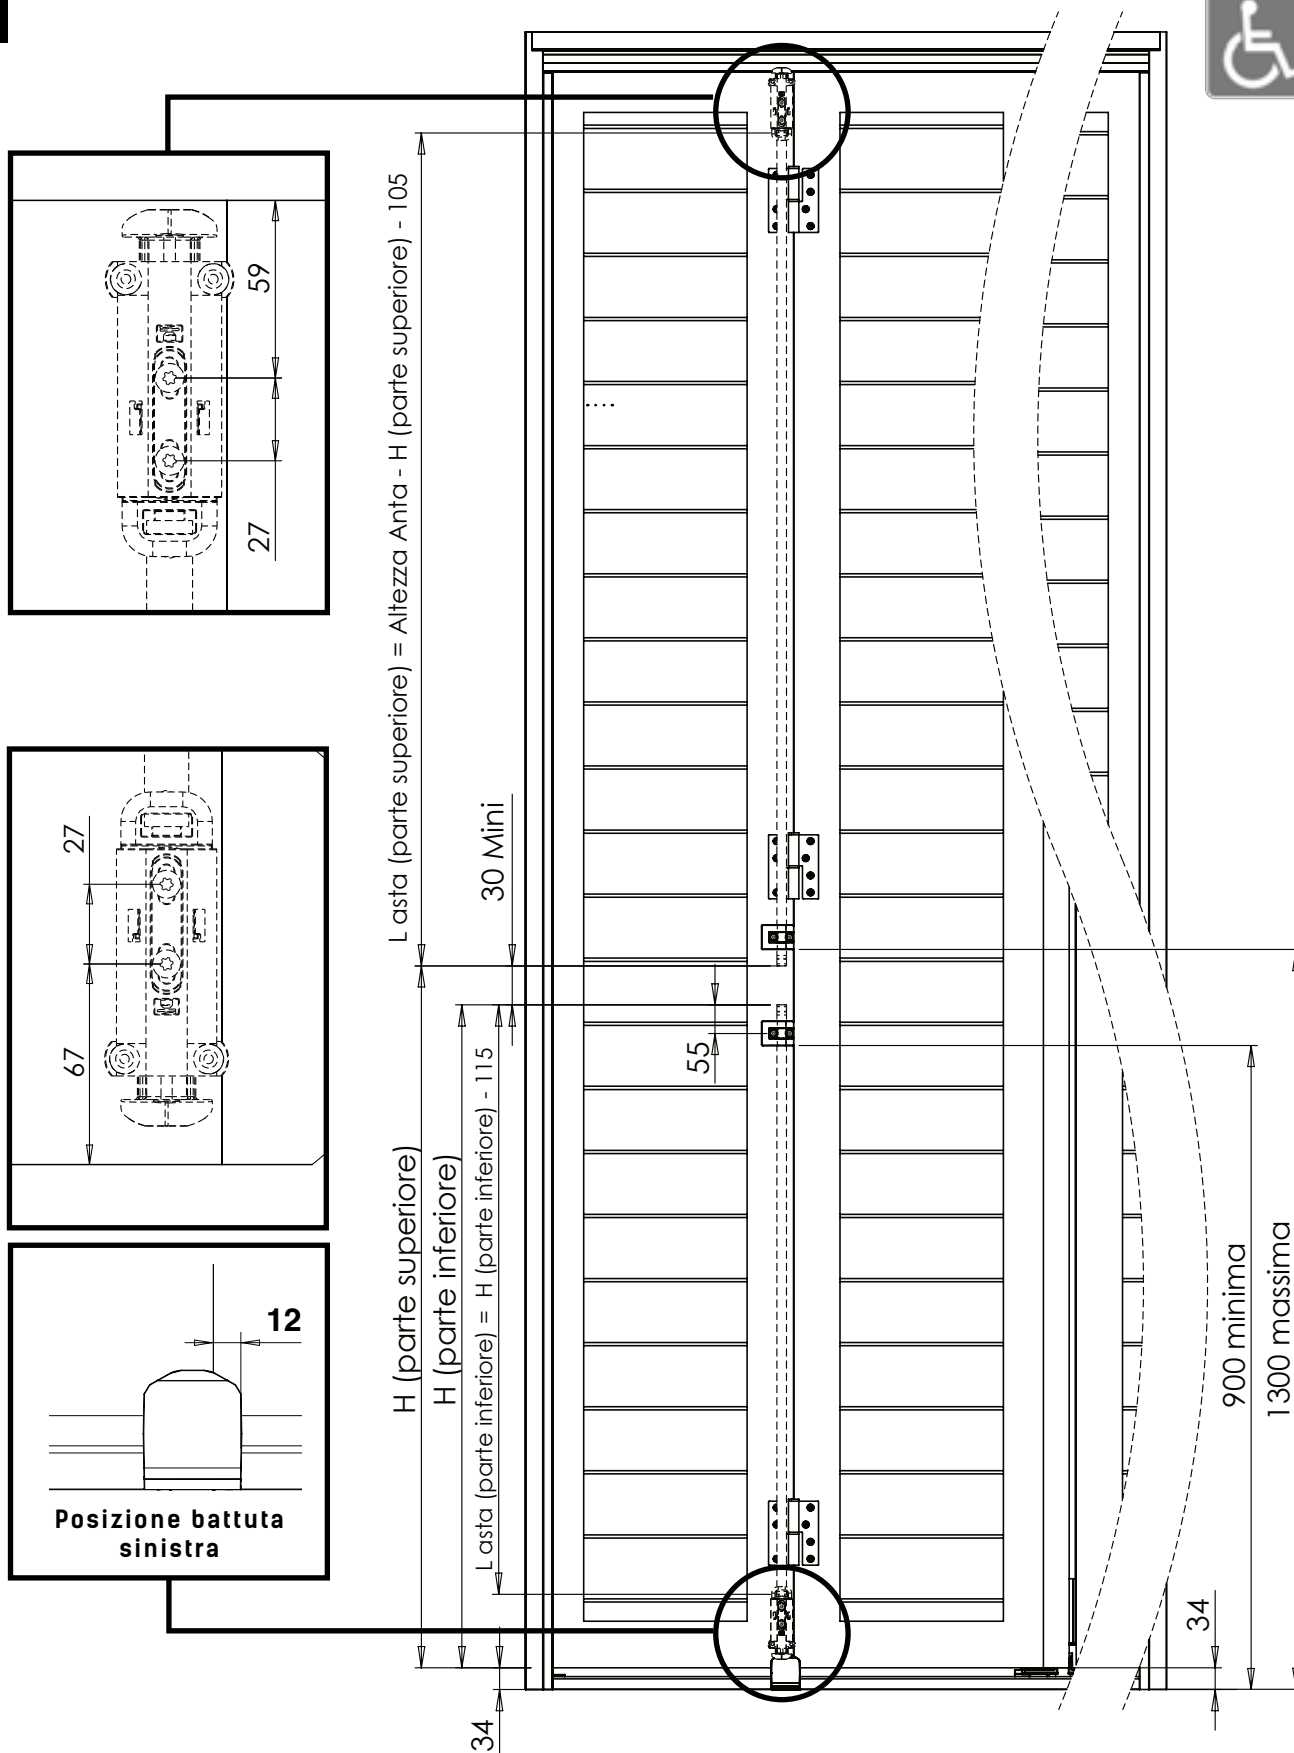 59
27
L asta (parte superiore) = Altezza Anta - H (parte superiore) - 105
30 Mini
27
67
55
H (parte superiore)
H (parte inferiore)
L asta (parte inferiore) = H (parte inferiore) - 115
900 minima
1300 massima
12
Posizione battuta
sinistra
34
34